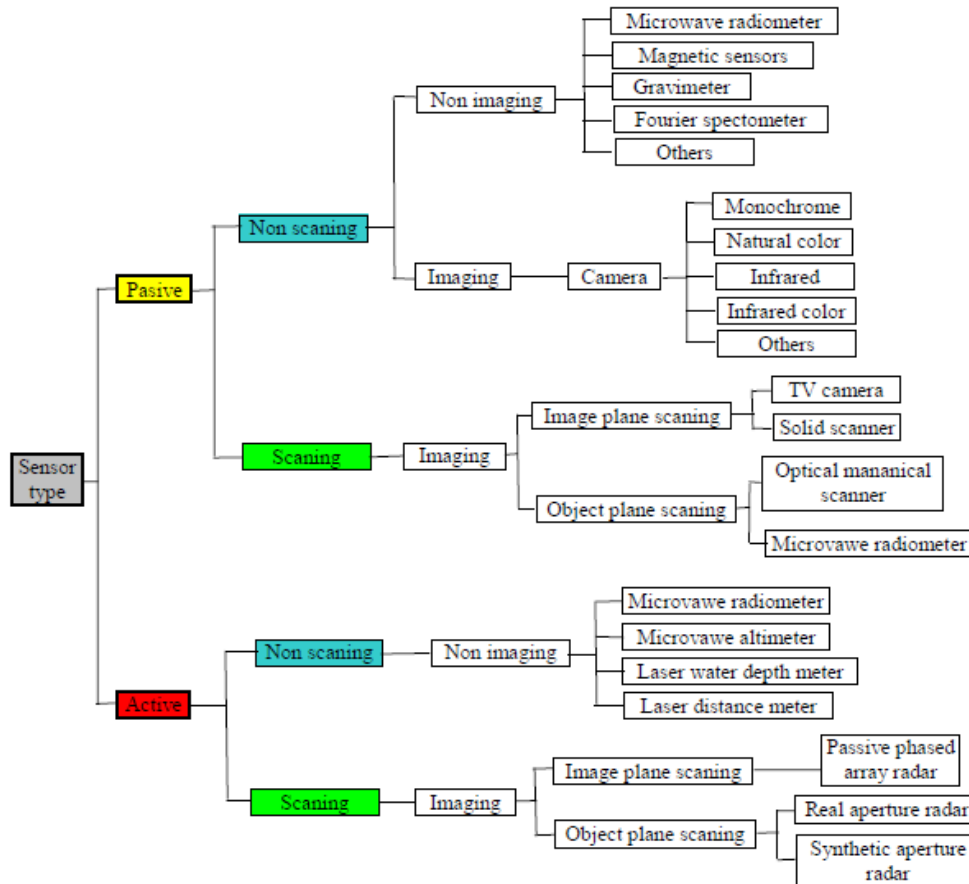 Microwave radiometer
Magnetic sensors
Gravimeter
Non imaging
Fourier spectometer
Others
Monochrome
Non scaning
Natural color
Imaging
Camera
Infrared
Pasive
Infrared color
Others
TV camera
Image plane scaning
Solid scanner
Scaning
Imaging
Sensor
type
Optical mananical
scanner
Object plane scaning
Microvawe radiometer
Microvawe radiometer
Microvawe altimeter
Non scaning
Non imaging
Laser water depth meter
Laser distance meter
Active
Passive phased
array radar
Image plane scaning
Scaning
Imaging
Real aperture radar
Object plane scaning
Synthetic aperture
radar